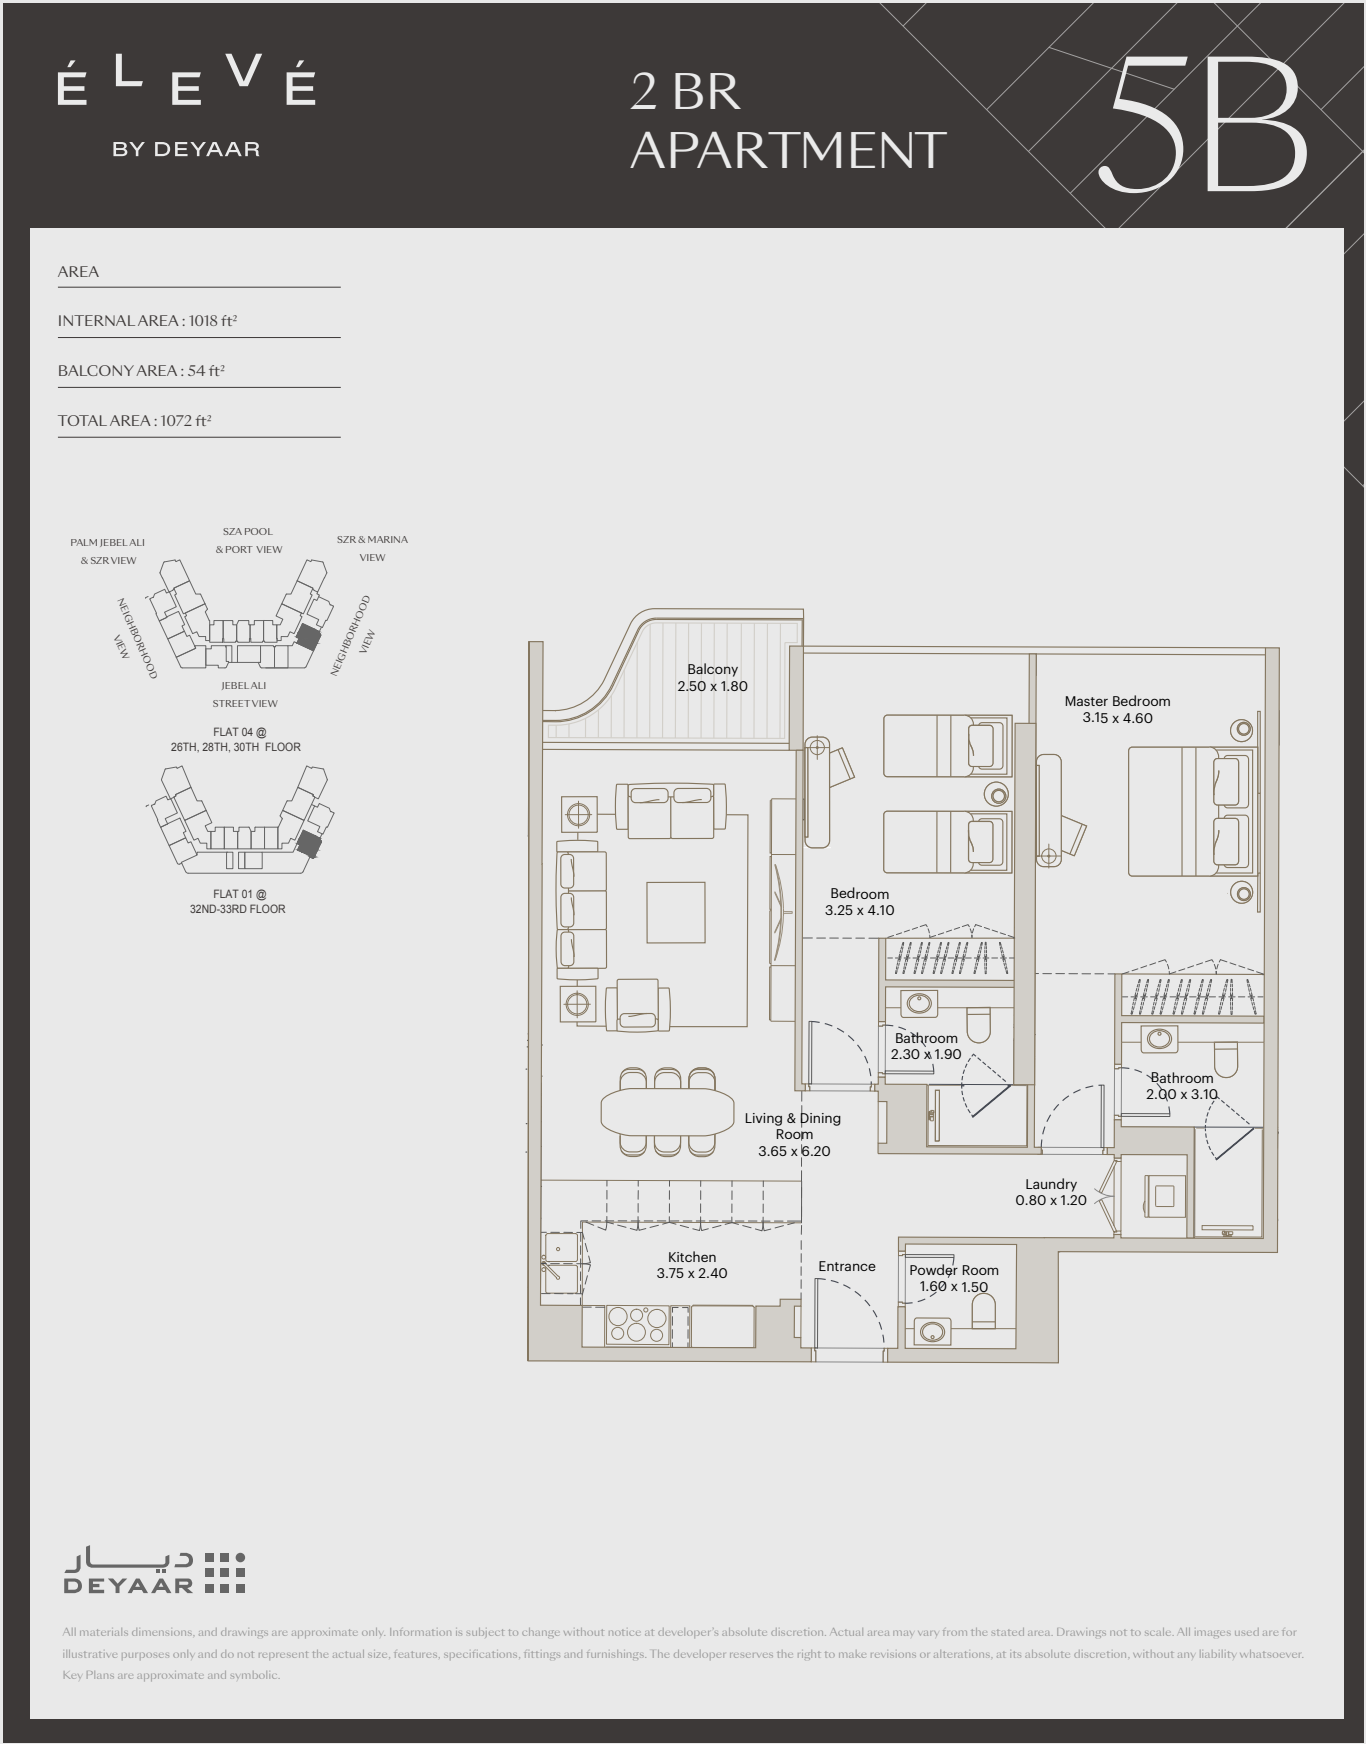 ÉLEVÉ
BY DEYAAR
2 BR
APARTMENT
5B
AREA
INTERNAL AREA : 1018 ft²
BALCONY AREA : 54 ft²
TOTAL AREA : 1072 ft²
PALM JEBEL ALI
& SZR VIEW
SZA POOL
& PORT VIEW
SZR & MARINA
VIEW
NEIGHBORHOOD
VIEW
NEIGHBORHOOD
VIEW
JEBEL ALI
STREET VIEW
FLAT 04 @
26TH, 28TH, 30TH FLOOR
FLAT 01 @
32ND-33RD FLOOR
Balcony
2.50 x 1.80
Master Bedroom
3.15 x 4.60
Bedroom
3.25 x 4.10
Bathroom
2.30 x 1.90
Bathroom
2.00 x 3.10
Living & Dining
Room
3.65 x 6.20
Laundry
0.80 x 1.20
Kitchen
3.75 x 2.40
Entrance
Powder Room
1.60 x 1.50
ديار
DEYAAR
All materials dimensions, and drawings are approximate only. Information is subject to change without notice at developer's absolute discretion. Actual area may vary from the stated area. Drawings not to scale. All images used are for
illustrative purposes only and do not represent the actual size, features, specifications, fittings and furnishings. The developer reserves the right to make revisions or alterations, at its absolute discretion, without any liability whatsoever.
Key Plans are approximate and symbolic.